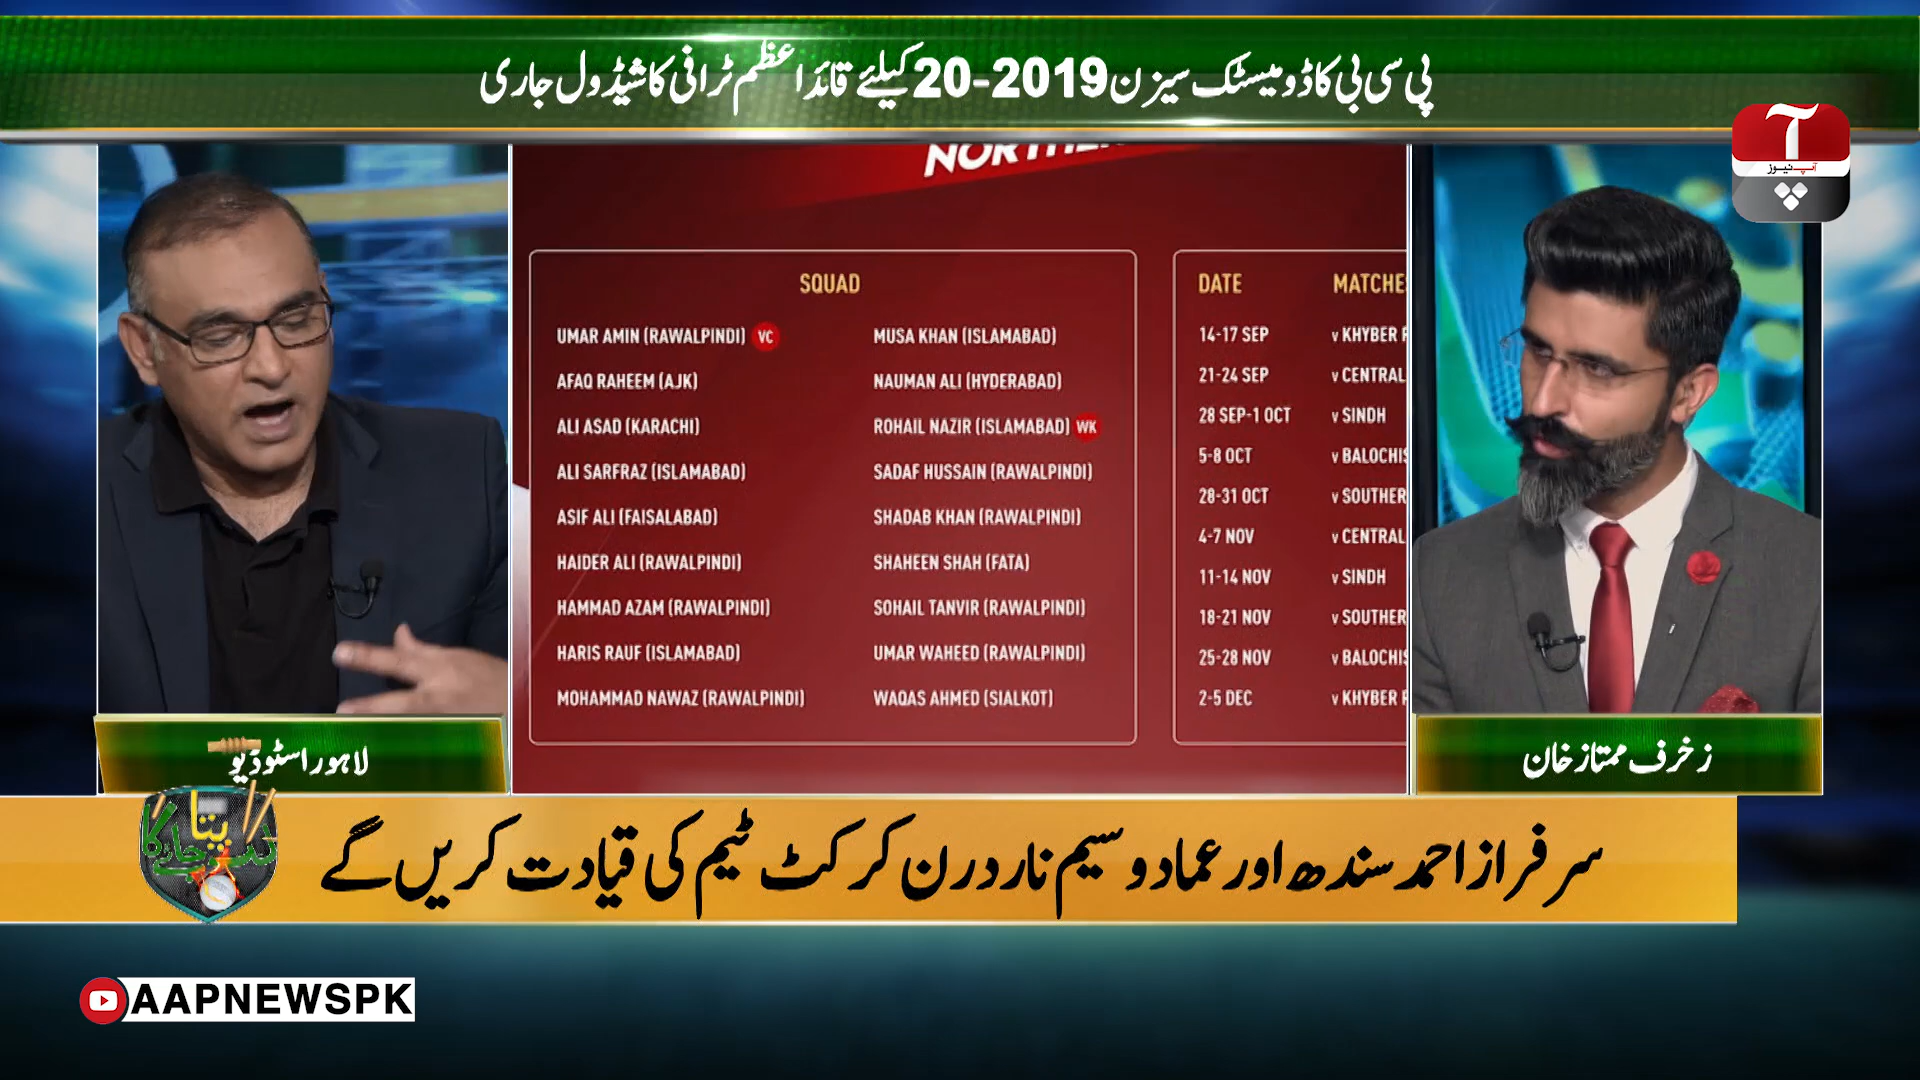 پی سی بی کا ڈومیسٹک سیزن 2019-20 کیلئے قائداعظم ٹرافی کا شیڈول جاری
آپ نیوز
SQUAD
UMAR AMIN (RAWALPINDI) VC
AFAQ RAHEEM (AJK)
ALI ASAD (KARACHI)
ALI SARFRAZ (ISLAMABAD)
ASIF ALI (FAISALABAD)
HAIDER ALI (RAWALPINDI)
HAMMAD AZAM (RAWALPINDI)
HARIS RAUF (ISLAMABAD)
MOHAMMAD NAWAZ (RAWALPINDI)
MUSA KHAN (ISLAMABAD)
NAUMAN ALI (HYDERABAD)
ROHAIL NAZIR (ISLAMABAD) WK
SADAF HUSSAIN (RAWALPINDI)
SHADAB KHAN (RAWALPINDI)
SHAHEEN SHAH (FATA)
SOHAIL TANVIR (RAWALPINDI)
UMAR WAHEED (RAWALPINDI)
WAQAS AHMED (SIALKOT)
DATE MATCHE
14-17 SEP v KHYBER
21-24 SEP v CENTRAL
28 SEP-1 OCT v SINDH
5-8 OCT v BALOCHIS
28-31 OCT v SOUTHER
4-7 NOV v CENTRAL
11-14 NOV v SINDH
18-21 NOV v SOUTHER
25-28 NOV v BALOCHIS
2-5 DEC v KHYBER
لاہور اسٹوڈیو
زخرف ممتاز خان
سرفراز احمد سندھ اور عماد وسیم ناردرن کرکٹ ٹیم کی قیادت کریں گے
AAPNEWSPK